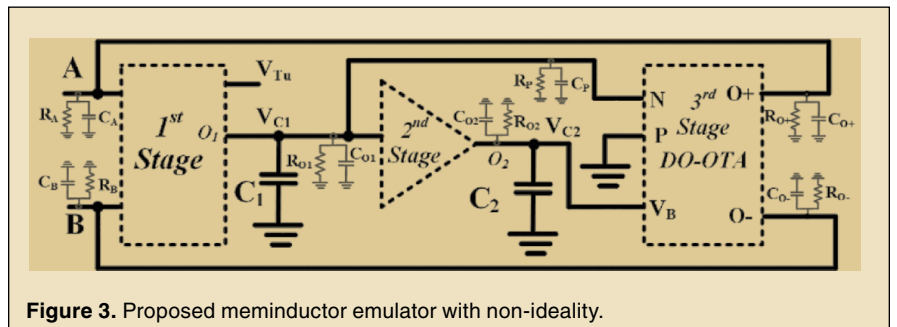 A
B
R_A
C_A
C_B
R_B
1st
Stage
O1
V_Tu
V_C1
C1
R_O1
C_O1
2nd
Stage
C_O2
R_O2
O2
V_C2
C2
R_P
C_P
N
P
V_B
3rd
Stage
DO-OTA
O+
O-
R_O+
C_O+
C_O-
R_O-
Figure 3. Proposed meminductor emulator with non-ideality.